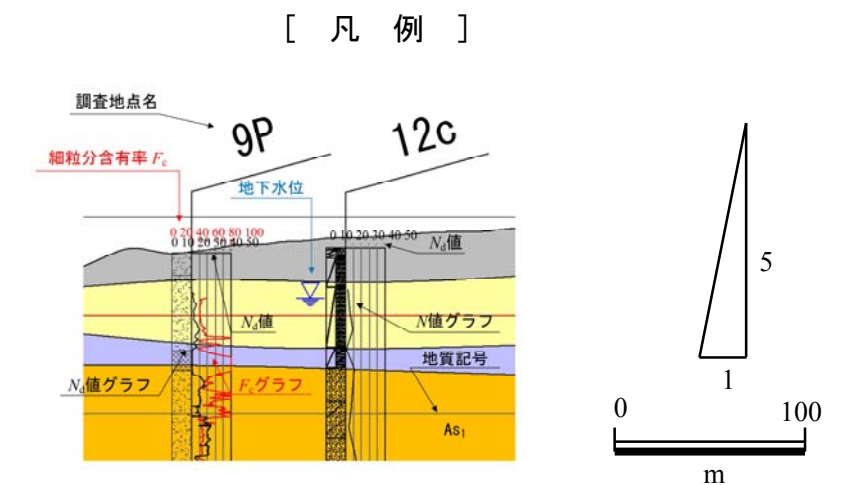 [ 凡 例 ]
調査地点名
9P
12c
細粒分含有率 Fc
地下水位
0 20 40 60 80 100
0 10 20 30 40 50
0 10 20 30 40 50
Nd値
Nd値
N値グラフ
地質記号
Nd値グラフ
Fcグラフ
As1
5
1
0
100
m